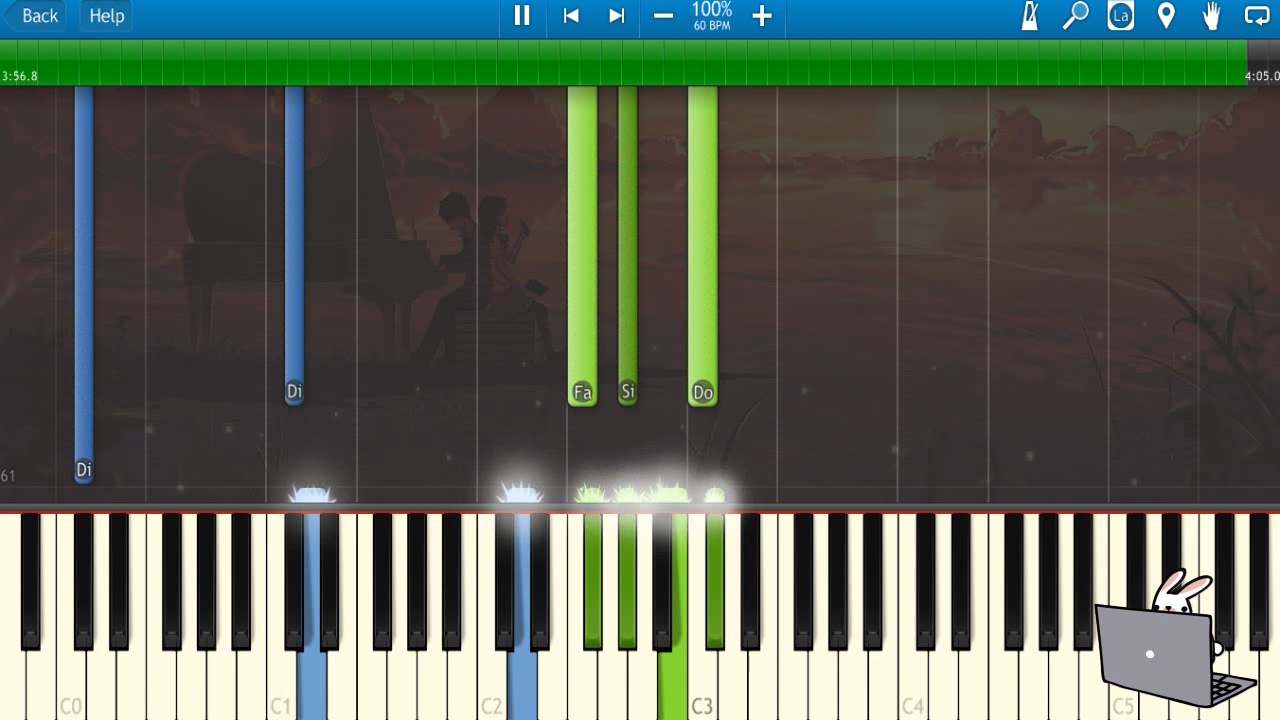 Back Help 100% La
60 BPM
3:56.8 4:05.0
Di Fa Si Do
Di
61
C0 C1 C2 C3 C4 C5